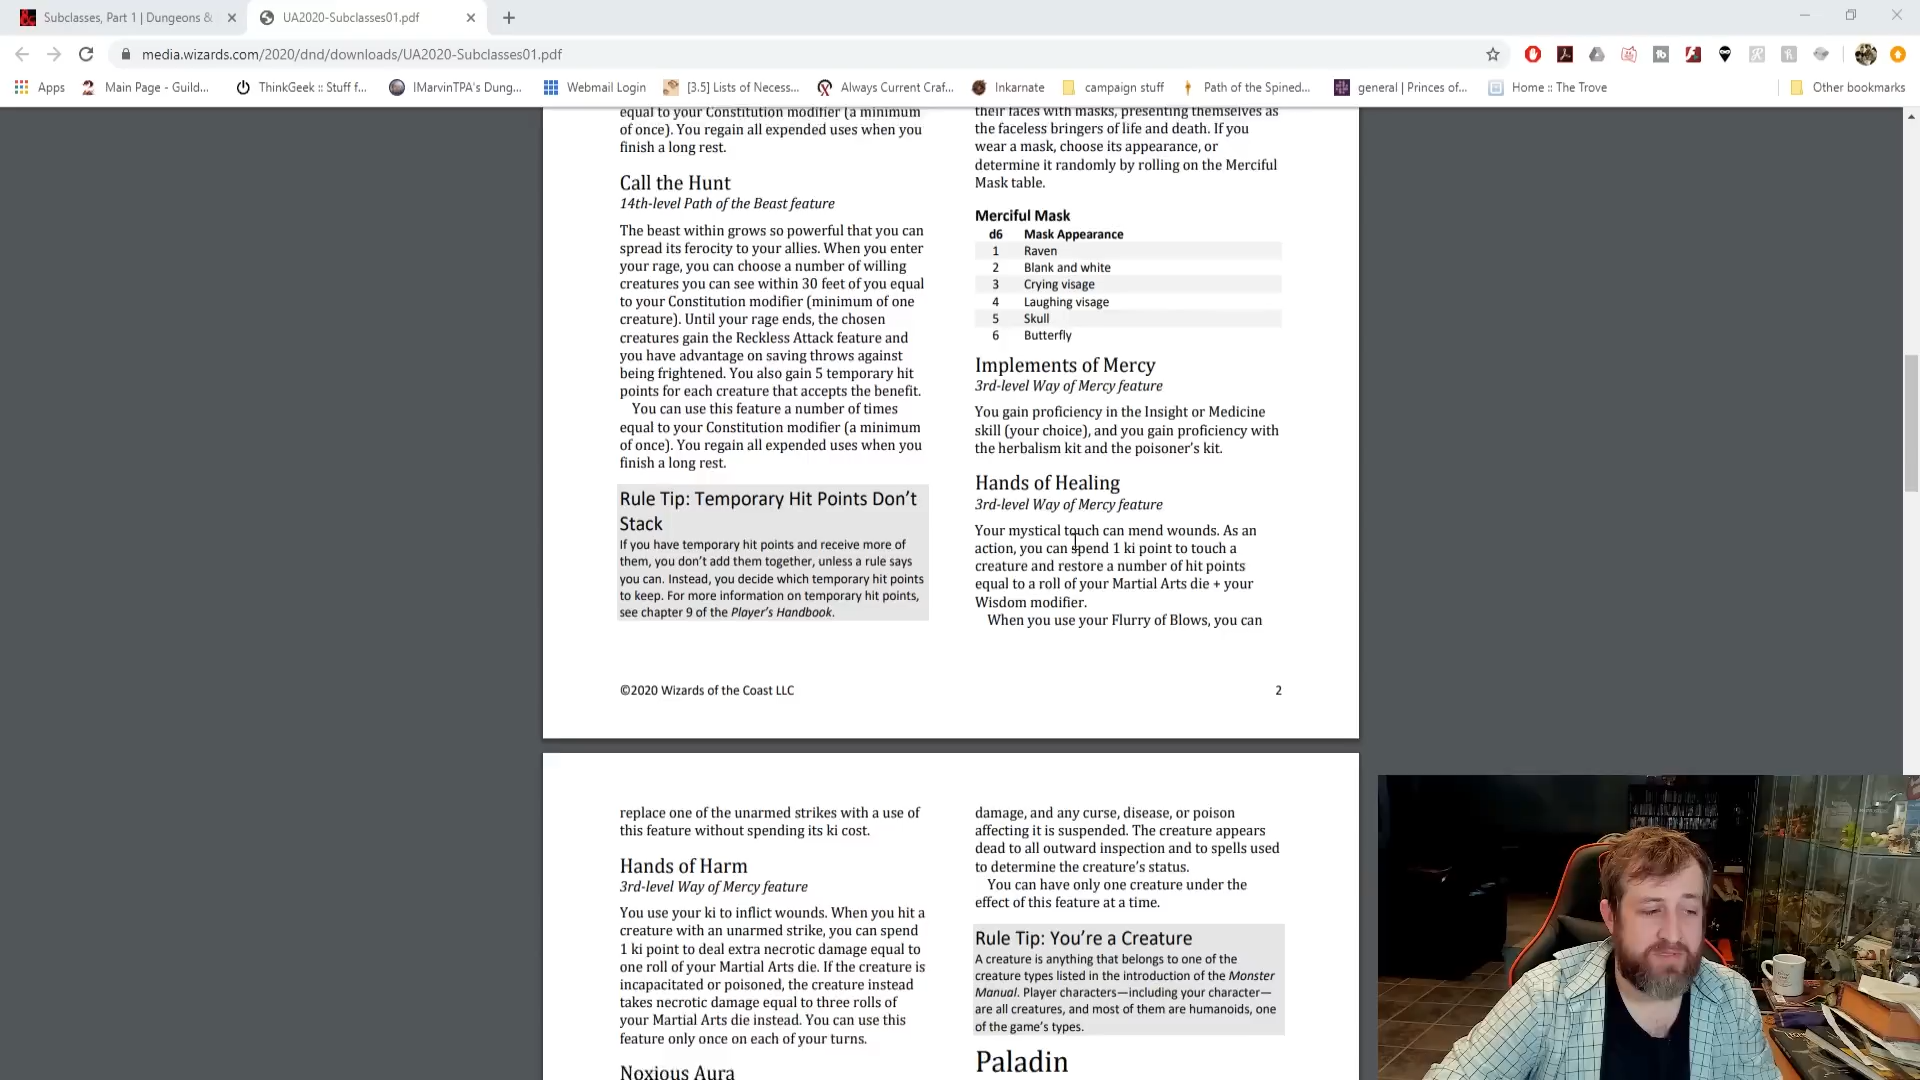 Subclasses, Part 1 | Dungeons &
UA2020-Subclasses01.pdf
media.wizards.com/2020/dnd/downloads/UA2020-Subclasses01.pdf
Apps
Main Page - Guild...
ThinkGeek :: Stuff f...
IMarvinTPA's Dung...
Webmail Login
[3.5] Lists of Necess...
Always Current Craf...
Inkarnate
campaign stuff
Path of the Spined...
general | Princes of...
Home :: The Trove
Other bookmarks
equal to your Constitution modifier (a minimum
of once). You regain all expended uses when you
finish a long rest.
Call the Hunt
14th-level Path of the Beast feature
The beast within grows so powerful that you can
spread its ferocity to your allies. When you enter
your rage, you can choose a number of willing
creatures you can see within 30 feet of you equal
to your Constitution modifier (minimum of one
creature). Until your rage ends, the chosen
creatures gain the Reckless Attack feature and
you have advantage on saving throws against
being frightened. You also gain 5 temporary hit
points for each creature that accepts the benefit.
You can use this feature a number of times
equal to your Constitution modifier (a minimum
of once). You regain all expended uses when you
finish a long rest.
Rule Tip: Temporary Hit Points Don't
Stack
If you have temporary hit points and receive more of
them, you don't add them together, unless a rule says
you can. Instead, you decide which temporary hit points
to keep. For more information on temporary hit points,
see chapter 9 of the Player's Handbook.
their faces with masks, presenting themselves as
the faceless bringers of life and death. If you
wear a mask, choose its appearance, or
determine it randomly by rolling on the Merciful
Mask table.
Merciful Mask
d6 Mask Appearance
1 Raven
2 Blank and white
3 Crying visage
4 Laughing visage
5 Skull
6 Butterfly
Implements of Mercy
3rd-level Way of Mercy feature
You gain proficiency in the Insight or Medicine
skill (your choice), and you gain proficiency with
the herbalism kit and the poisoner's kit.
Hands of Healing
3rd-level Way of Mercy feature
Your mystical touch can mend wounds. As an
action, you can spend 1 ki point to touch a
creature and restore a number of hit points
equal to a roll of your Martial Arts die + your
Wisdom modifier.
When you use your Flurry of Blows, you can
©2020 Wizards of the Coast LLC
2
replace one of the unarmed strikes with a use of
this feature without spending its ki cost.
Hands of Harm
3rd-level Way of Mercy feature
You use your ki to inflict wounds. When you hit a
creature with an unarmed strike, you can spend
1 ki point to deal extra necrotic damage equal to
one roll of your Martial Arts die. If the creature is
incapacitated or poisoned, the creature instead
takes necrotic damage equal to three rolls of
your Martial Arts die instead. You can use this
feature only once on each of your turns.
Noxious Aura
damage, and any curse, disease, or poison
affecting it is suspended. The creature appears
dead to all outward inspection and to spells used
to determine the creature's status.
You can have only one creature under the
effect of this feature at a time.
Rule Tip: You're a Creature
A creature is anything that belongs to one of the
creature types listed in the introduction of the Monster
Manual. Player characters—including your character—
are all creatures, and most of them are humanoids, one
of the game's types.
Paladin